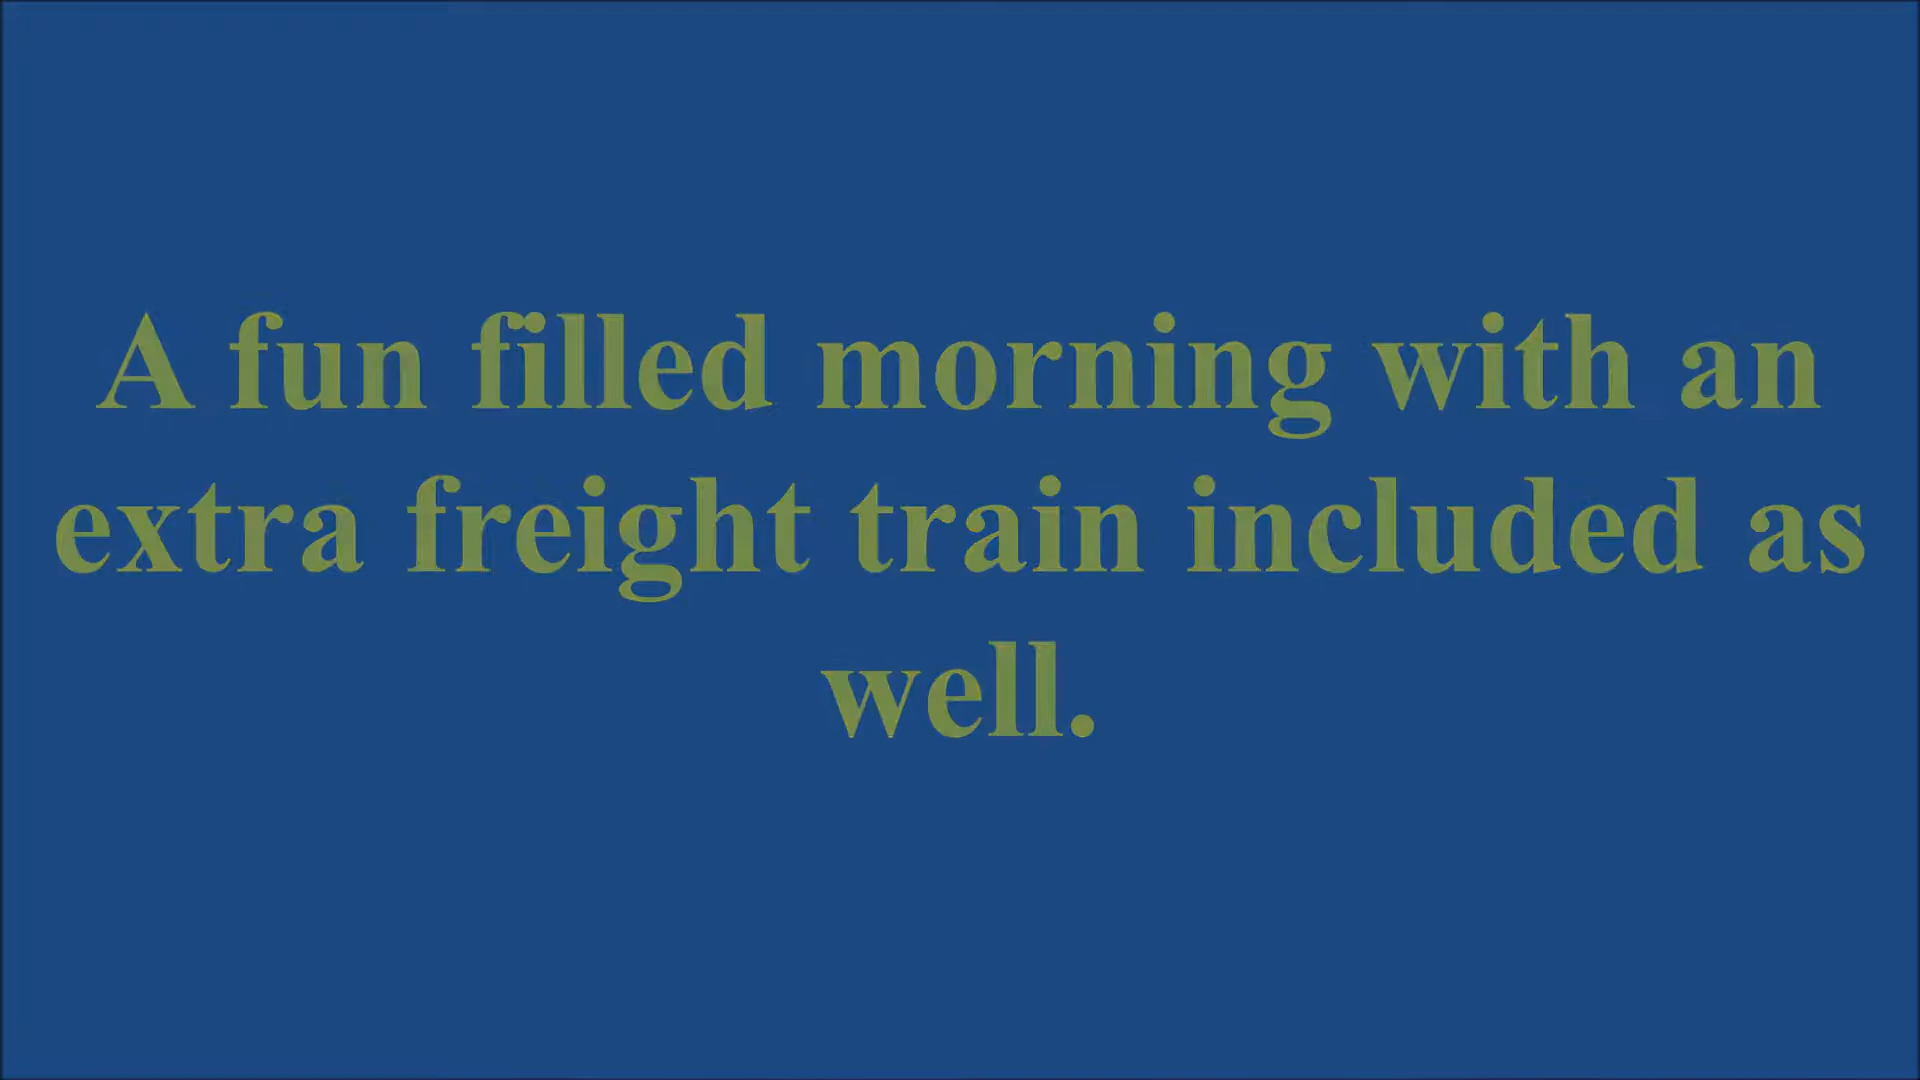 A fun filled morning with an
extra freight train included as
well.